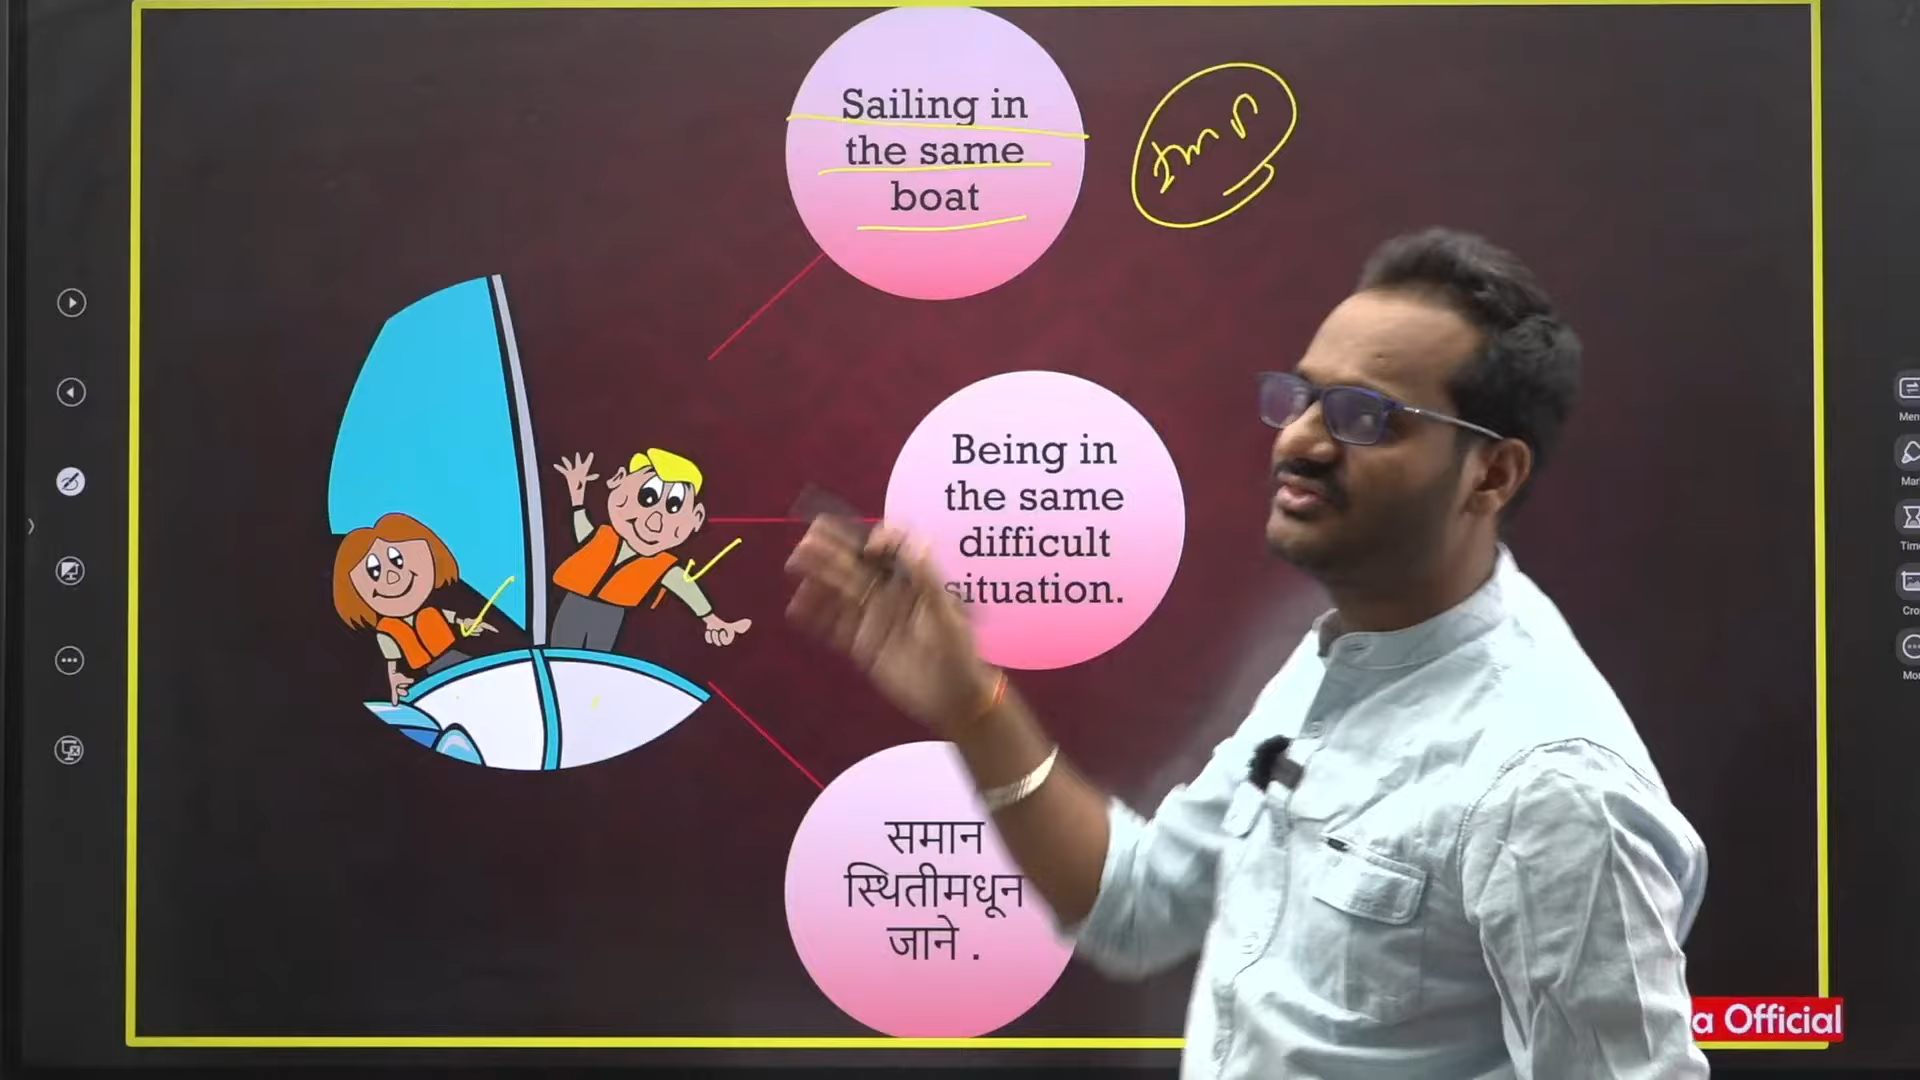 Sailing in
the same
boat
Imp
Being in
the same
difficult
situation.
समान
स्थितीमधून
जाने .
a Official